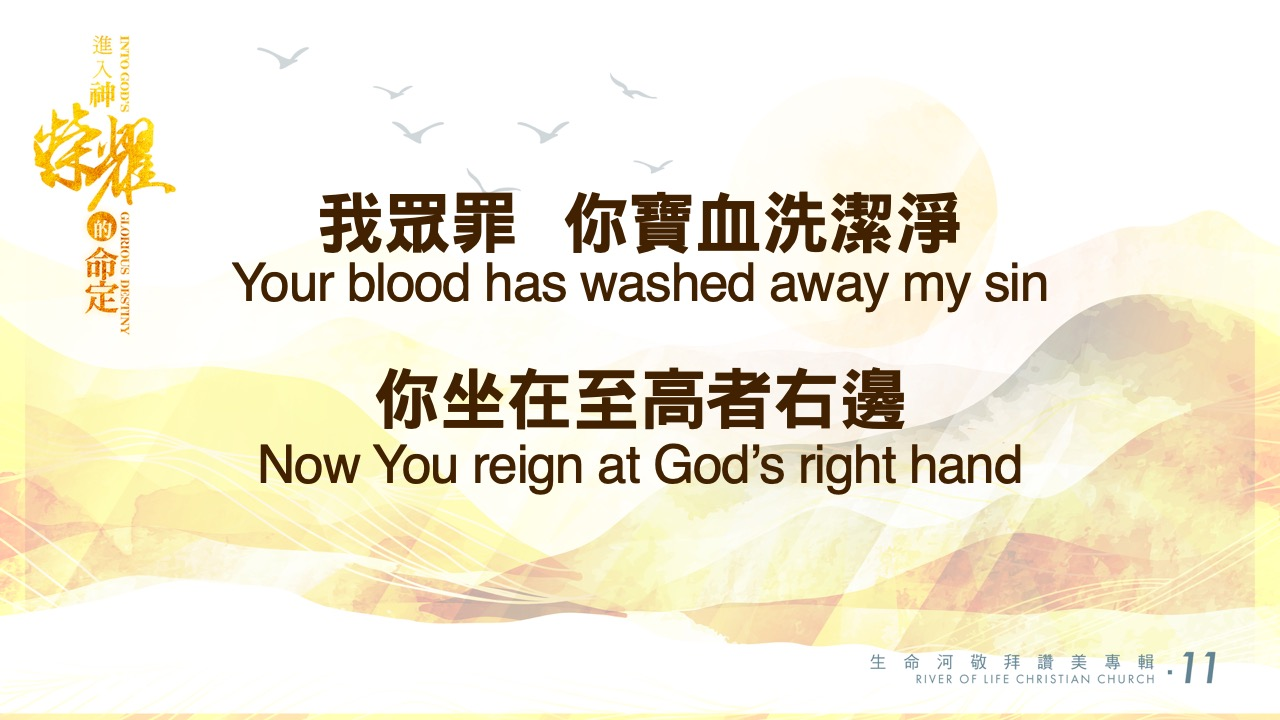 進入神
榮耀
的
命定
INTO GOD'S
GLORIOUS DESTINY
我眾罪 你寶血洗潔淨
Your blood has washed away my sin
你坐在至高者右邊
Now You reign at God’s right hand
生命河敬拜讚美專輯
RIVER OF LIFE CHRISTIAN CHURCH
·11